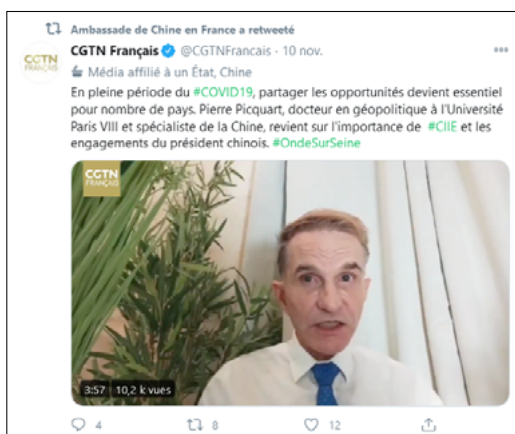 Ambassade de Chine en France a retweeté
CGTN Français @CGTNFrancais · 10 nov.
Média affilié à un État, Chine
En pleine période du #COVID19, partager les opportunités devient essentiel
pour nombre de pays. Pierre Picquart, docteur en géopolitique à l'Université
Paris VIII et spécialiste de la Chine, revient sur l'importance de #CIIE et les
engagements du président chinois. #OndeSurSeine
CGTN
FRANÇAIS
CGTN
FRANÇAIS
3:57 10,2 k vues
4 8 12